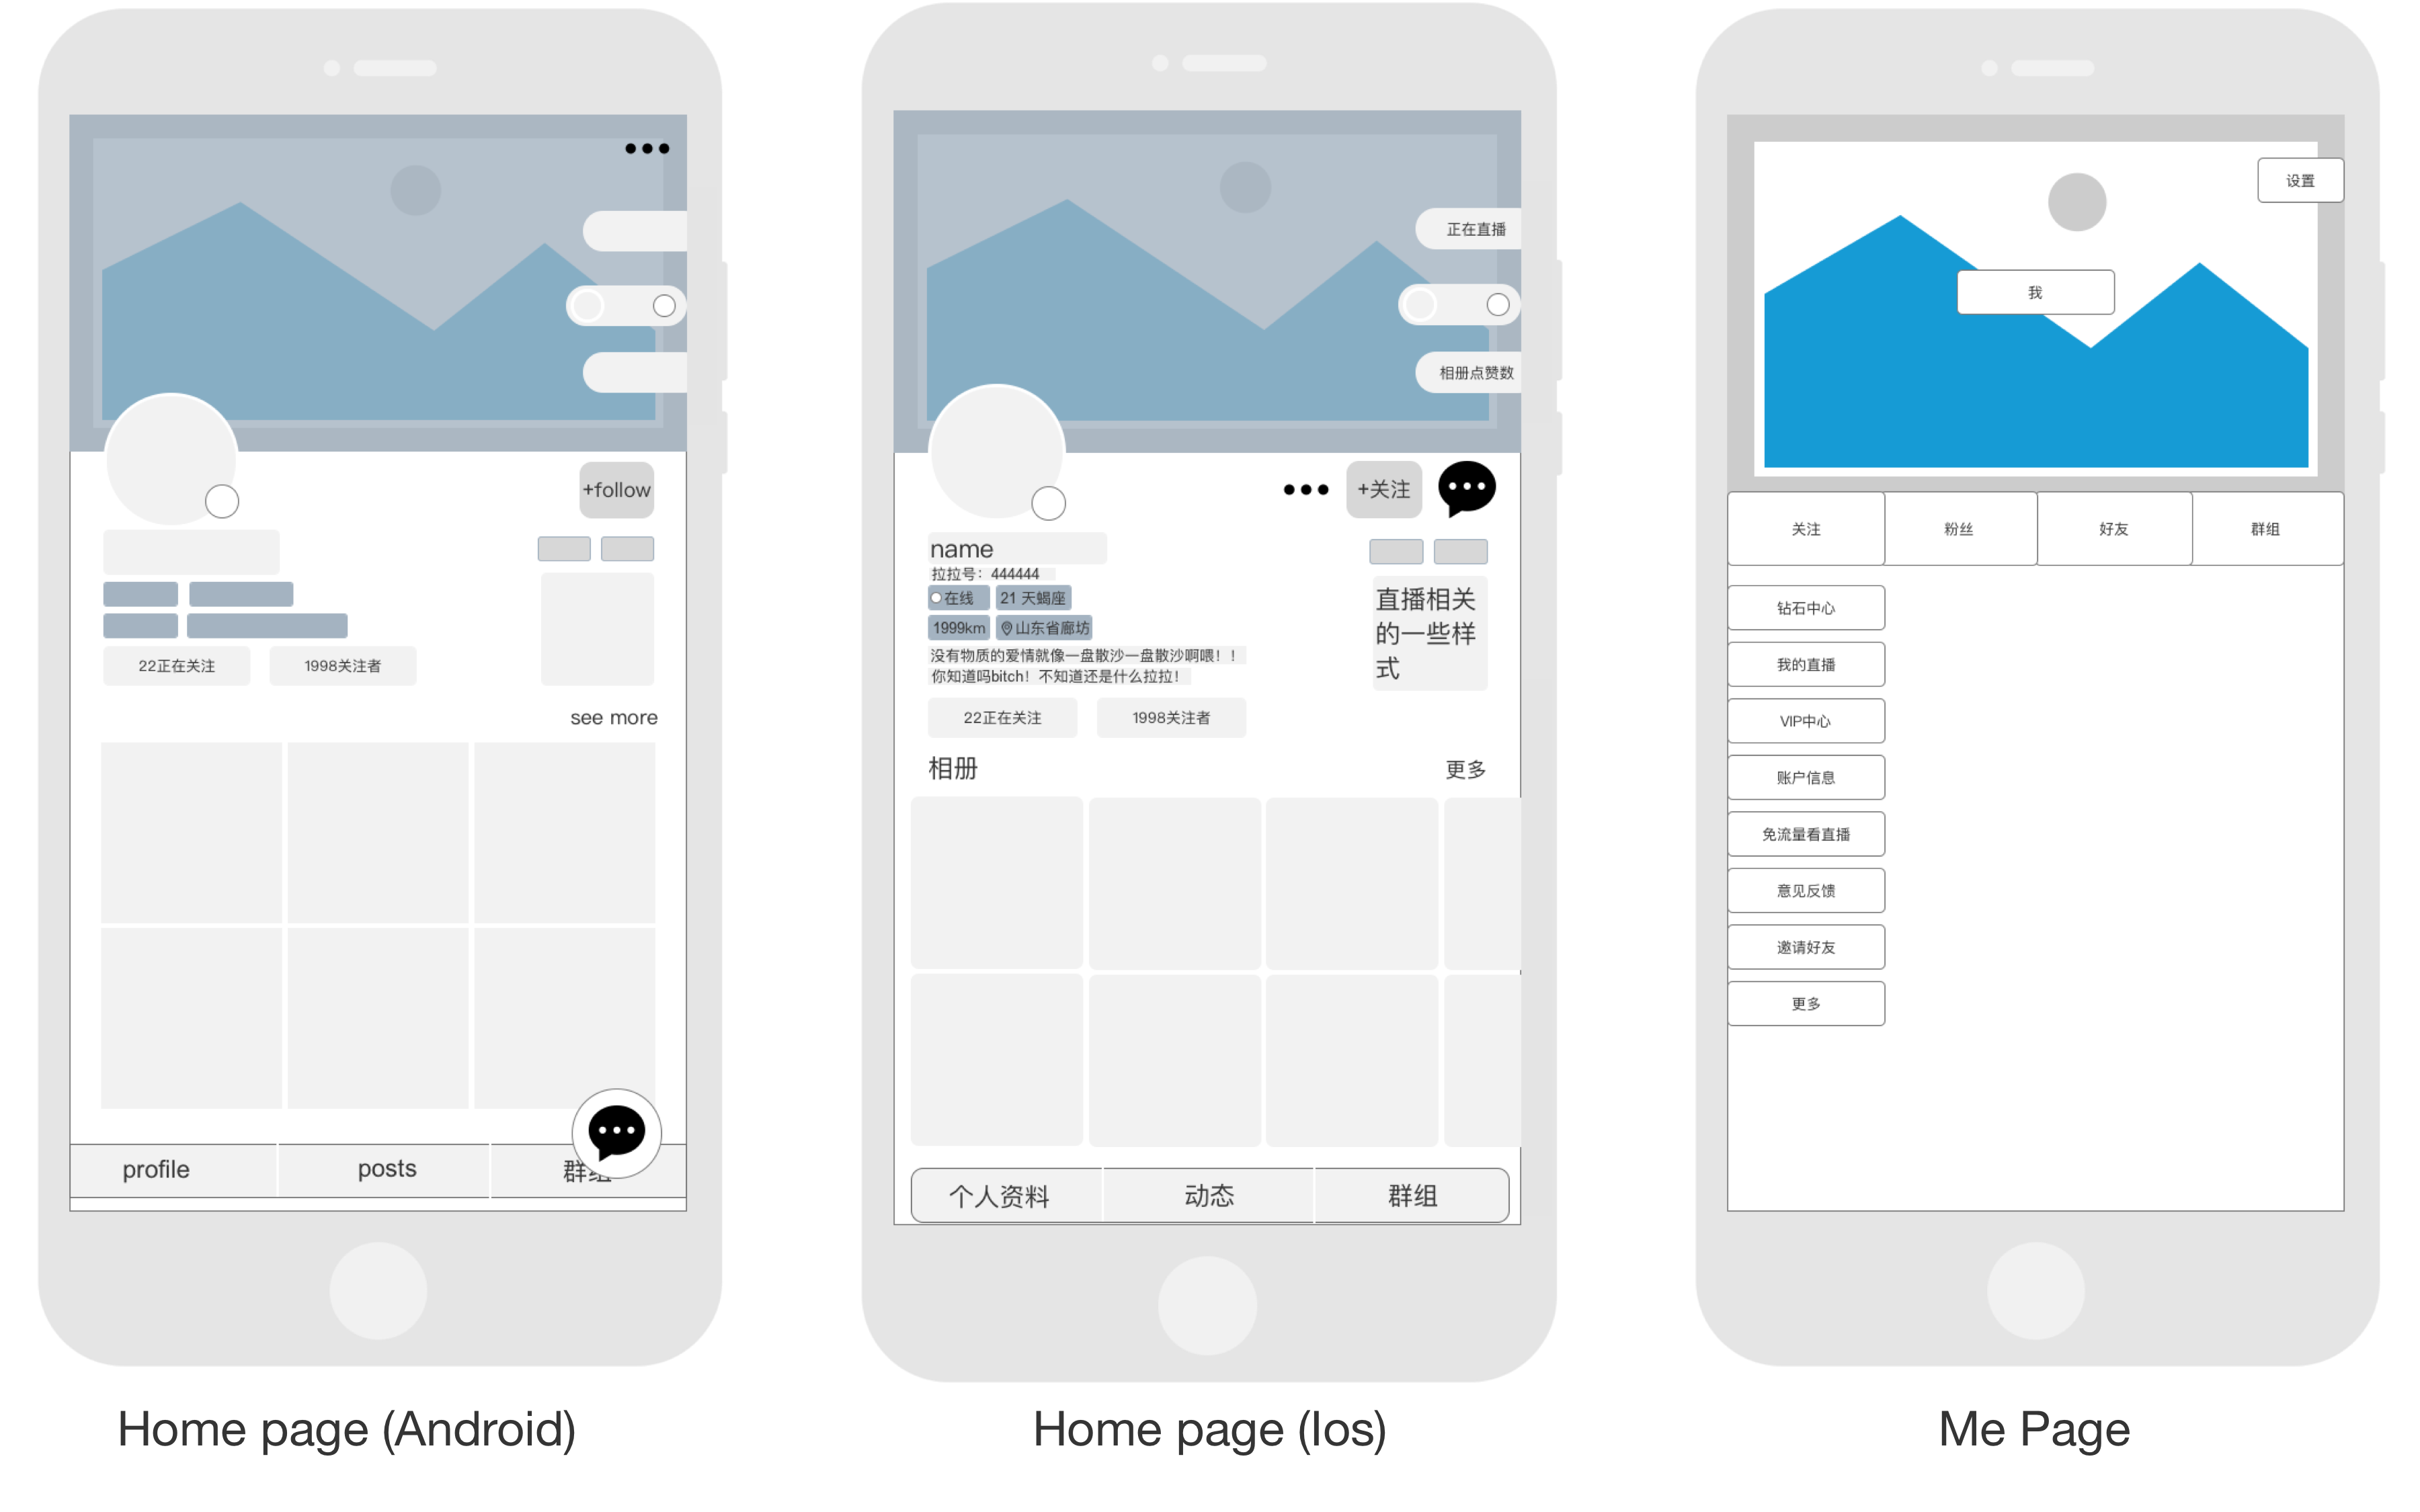 +follow
22正在关注
1998关注者
see more
profile
posts
群组
Home page (Android)
正在直播
相册点赞数
+关注
name
拉拉号：444444
在线
21 天蝎座
1999km
山东省廊坊
直播相关
的一些样
式
没有物质的爱情就像一盘散沙一盘散沙啊喂！！
你知道吗bitch！不知道还是什么拉拉！
22正在关注
1998关注者
相册
更多
个人资料
动态
群组
Home page (Ios)
设置
我
关注
粉丝
好友
群组
钻石中心
我的直播
VIP中心
账户信息
免流量看直播
意见反馈
邀请好友
更多
Me Page